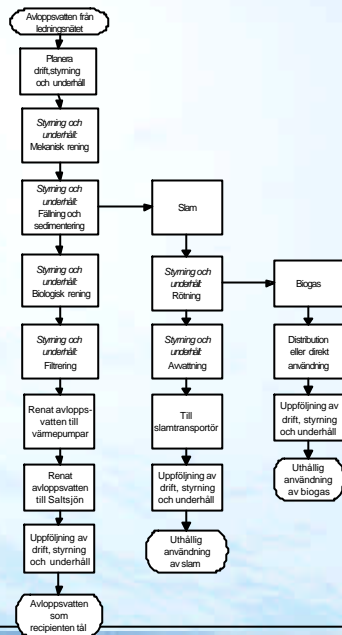 Avloppsvatten från
ledningsnätet
Planera
drift,styrning
och underhåll
Styrning och
underhåll:
Mekanisk rening
Styrning och
underhåll:
Fällning och
sedimentering
Styrning och
underhåll:
Biologisk rening
Styrning och
underhåll:
Filtrering
Renat avlopps-
vatten till
värmepumpar
Renat
avloppsvatten
till Saltsjön
Uppföljning av
drift, styrning
och underhåll
Avloppsvatten
som
recipienten tål
Slam
Styrning och
underhåll:
Rötning
Styrning och
underhåll:
Avvattning
Till
slamtransportör
Uppföljning av
drift, styrning
och underhåll
Uthållig
användning
av slam
Biogas
Distribution
eller direkt
användning
Uppföljning av
drift, styrning
och underhåll
Uthållig
användning
av biogas